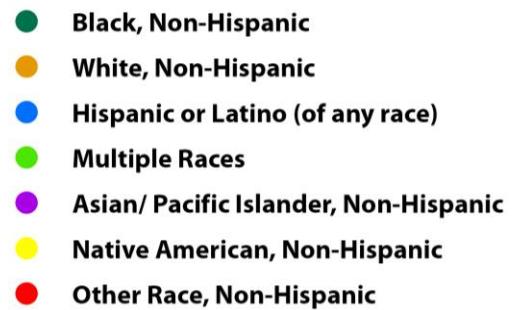 Black, Non-Hispanic
White, Non-Hispanic
Hispanic or Latino (of any race)
Multiple Races
Asian/ Pacific Islander, Non-Hispanic
Native American, Non-Hispanic
Other Race, Non-Hispanic